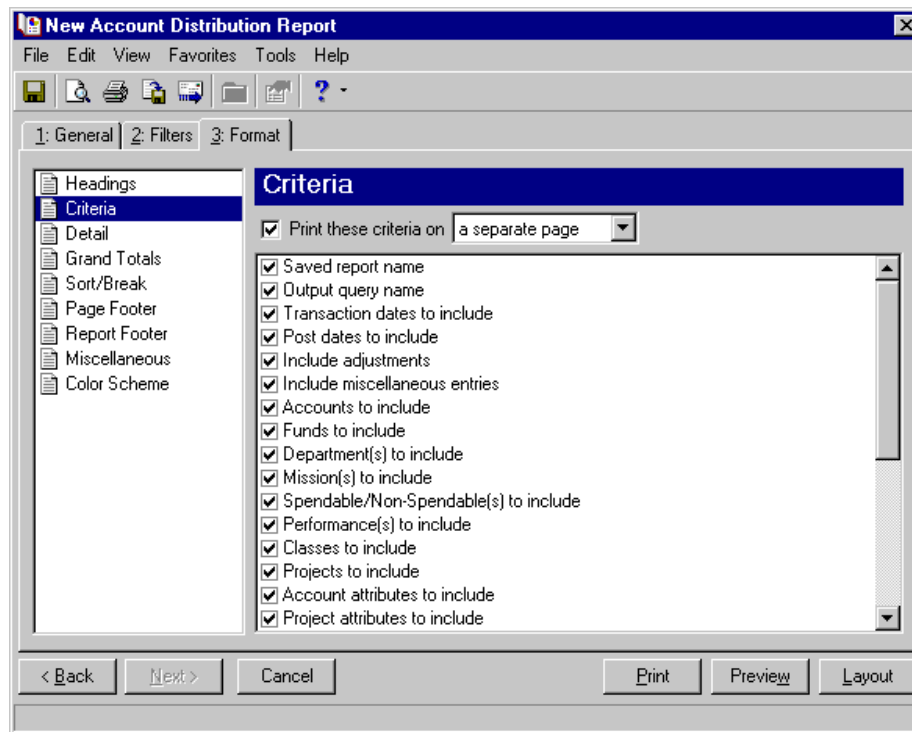 New Account Distribution Report
File Edit View Favorites Tools Help
1: General 2: Filters 3: Format
Headings
Criteria
Detail
Grand Totals
Sort/Break
Page Footer
Report Footer
Miscellaneous
Color Scheme
Criteria
Print these criteria on a separate page
Saved report name
Output query name
Transaction dates to include
Post dates to include
Include adjustments
Include miscellaneous entries
Accounts to include
Funds to include
Department(s) to include
Mission(s) to include
Spendable/Non-Spendable(s) to include
Performance(s) to include
Classes to include
Projects to include
Account attributes to include
Project attributes to include
< Back Next > Cancel Print Preview Layout